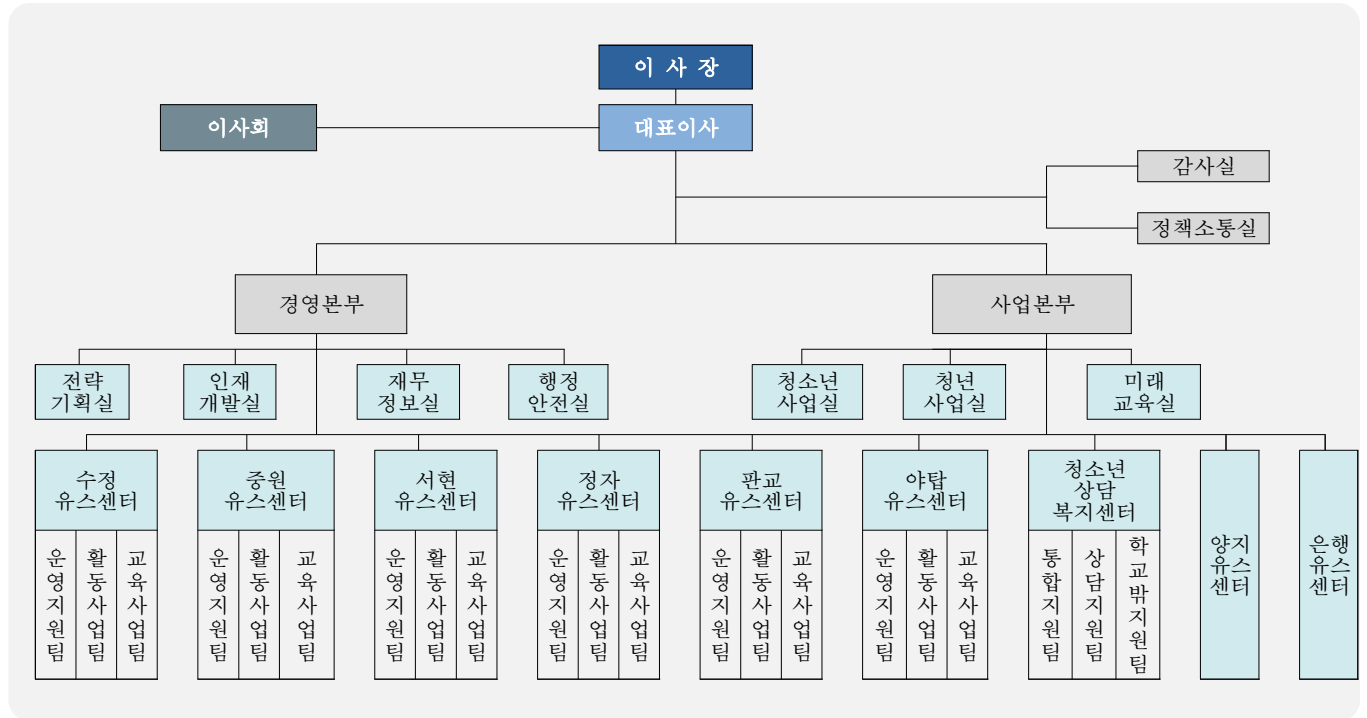 이 사 장
이사회
대표이사
감사실
정책소통실
경영본부
사업본부
전략
기획실
인재
개발실
재무
정보실
행정
안전실
청소년
사업실
청년
사업실
미래
교육실
수정
유스센터
중원
유스센터
서현
유스센터
정자
유스센터
판교
유스센터
야탑
유스센터
청소년
상담
복지센터
양지
유스
센터
은행
유스
센터
운영지원팀
활동사업팀
교육사업팀
운영지원팀
활동사업팀
교육사업팀
운영지원팀
활동사업팀
교육사업팀
운영지원팀
활동사업팀
교육사업팀
운영지원팀
활동사업팀
교육사업팀
운영지원팀
활동사업팀
교육사업팀
통합지원팀
상담지원팀
학교밖지원팀